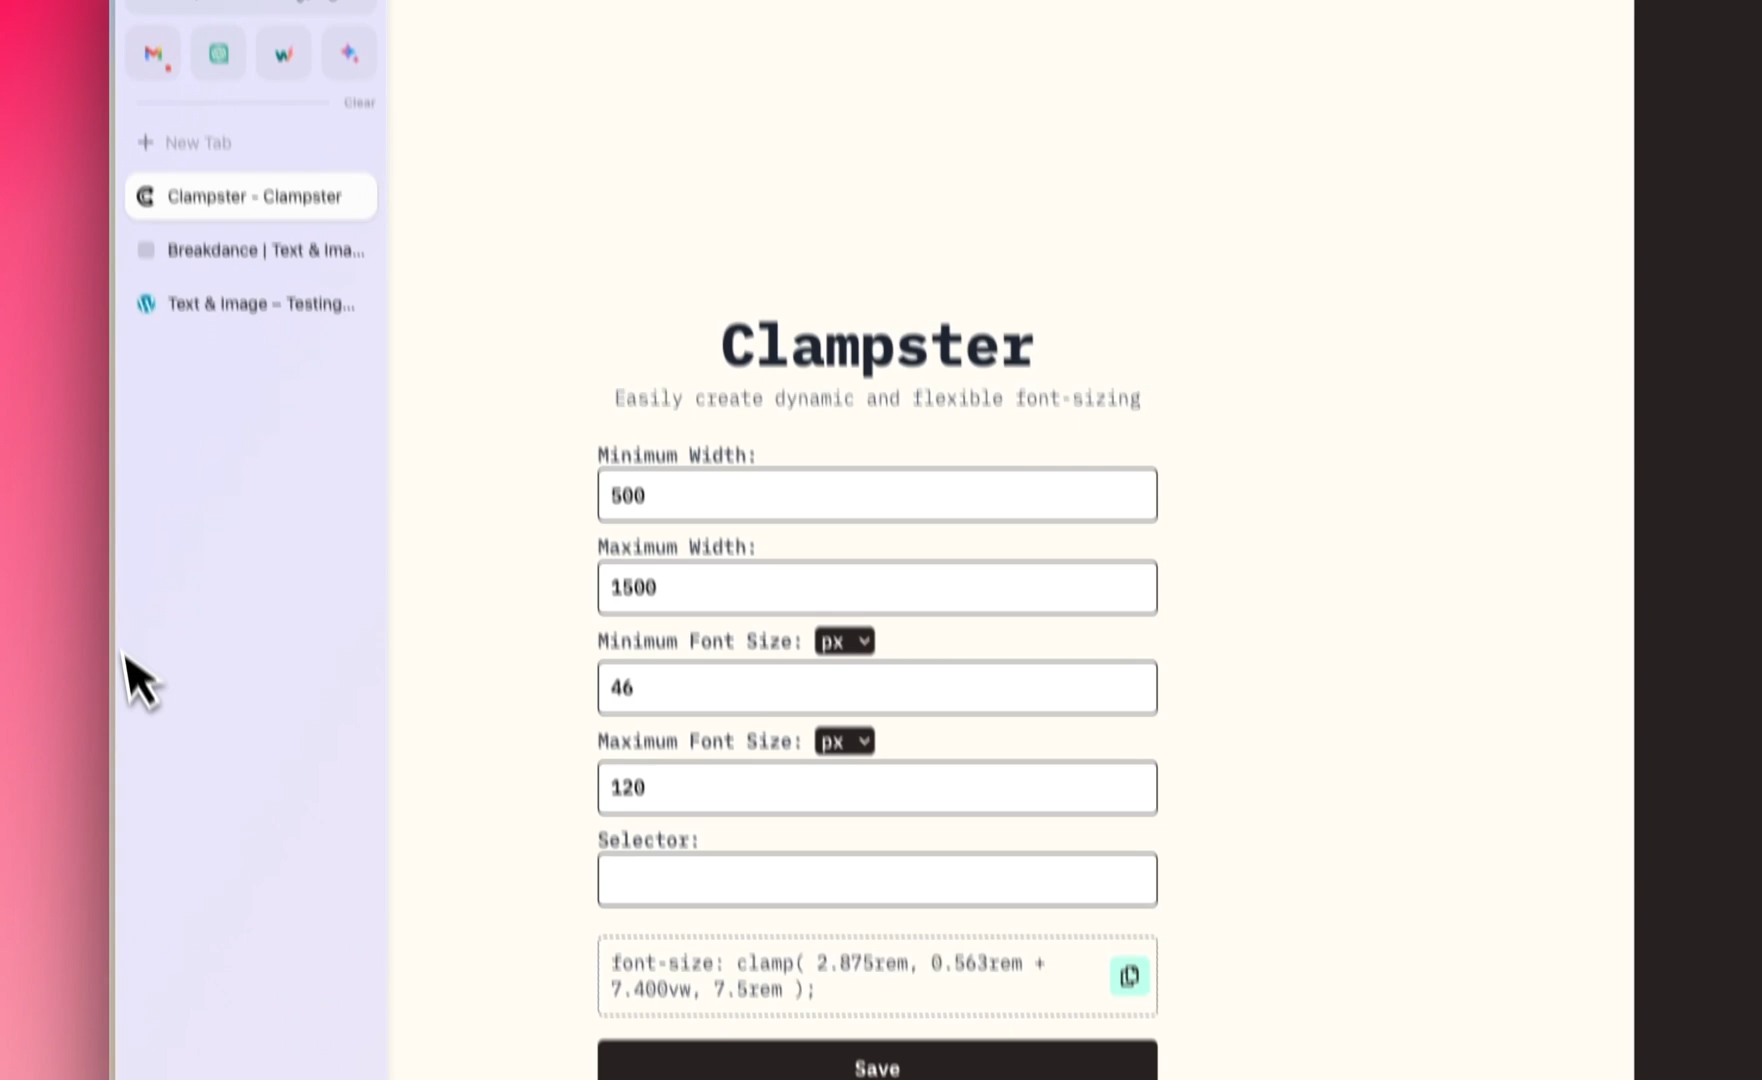 Clear
New Tab
Clampster - Clampster
Breakdance | Text & Ima...
Text & Image – Testing...
Clampster
Easily create dynamic and flexible font-sizing
Minimum Width:
500
Maximum Width:
1500
Minimum Font Size: px
46
Maximum Font Size: px
120
Selector:
font-size: clamp( 2.875rem, 0.563rem +
7.400vw, 7.5rem );
Save